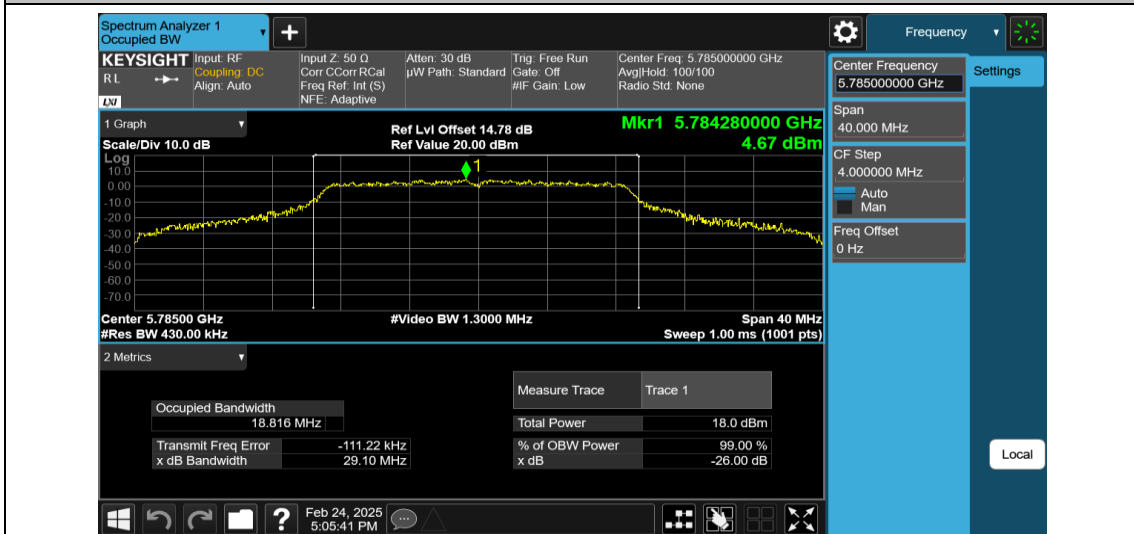 Spectrum Analyzer 1
Occupied BW
Frequency
KEYSIGHT
R L
LXI
Input: RF
Coupling: DC
Align: Auto
Input Z: 50 Ω
Corr CCorr RCal
Freq Ref: Int (S)
NFE: Adaptive
Atten: 30 dB
µW Path: Standard
Trig: Free Run
Gate: Off
#IF Gain: Low
Center Freq: 5.785000000 GHz
Avg|Hold: 100/100
Radio Std: None
1 Graph
Scale/Div 10.0 dB
Ref Lvl Offset 14.78 dB
Ref Value 20.00 dBm
Mkr1 5.784280000 GHz
4.67 dBm
Log
1
10.0
0.00
-10.0
-20.0
-30.0
-40.0
-50.0
-60.0
-70.0
Center 5.78500 GHz
#Res BW 430.00 kHz
#Video BW 1.3000 MHz
Span 40 MHz
Sweep 1.00 ms (1001 pts)
2 Metrics
Measure Trace Trace 1
Occupied Bandwidth
18.816 MHz
Total Power 18.0 dBm
Transmit Freq Error -111.22 kHz
% of OBW Power 99.00 %
x dB Bandwidth 29.10 MHz
x dB -26.00 dB
Center Frequency
5.785000000 GHz
Settings
Span
40.000 MHz
CF Step
4.000000 MHz
Auto
Man
Freq Offset
0 Hz
Local
?
Feb 24, 2025
5:05:41 PM